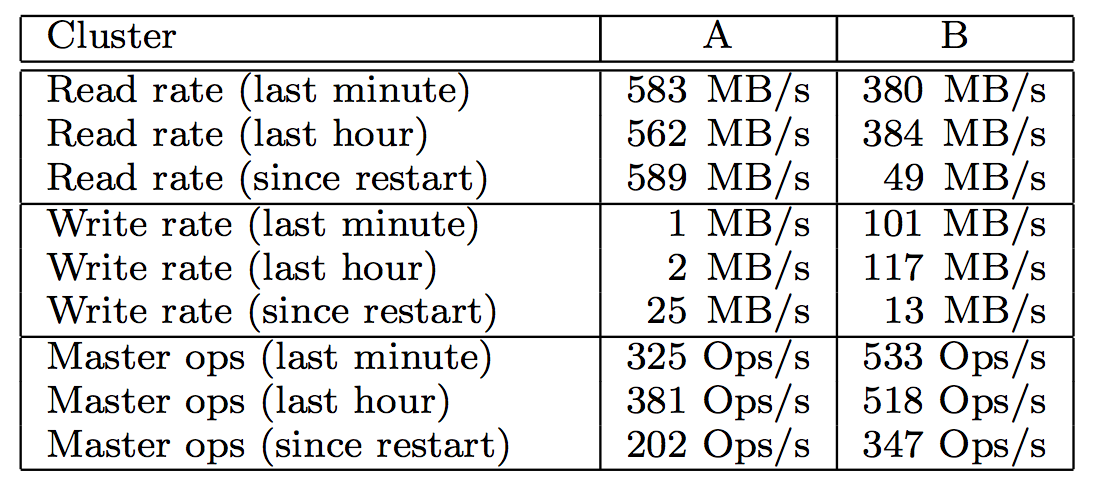 Cluster A B
Read rate (last minute) 583 MB/s 380 MB/s
Read rate (last hour) 562 MB/s 384 MB/s
Read rate (since restart) 589 MB/s 49 MB/s
Write rate (last minute) 1 MB/s 101 MB/s
Write rate (last hour) 2 MB/s 117 MB/s
Write rate (since restart) 25 MB/s 13 MB/s
Master ops (last minute) 325 Ops/s 533 Ops/s
Master ops (last hour) 381 Ops/s 518 Ops/s
Master ops (since restart) 202 Ops/s 347 Ops/s